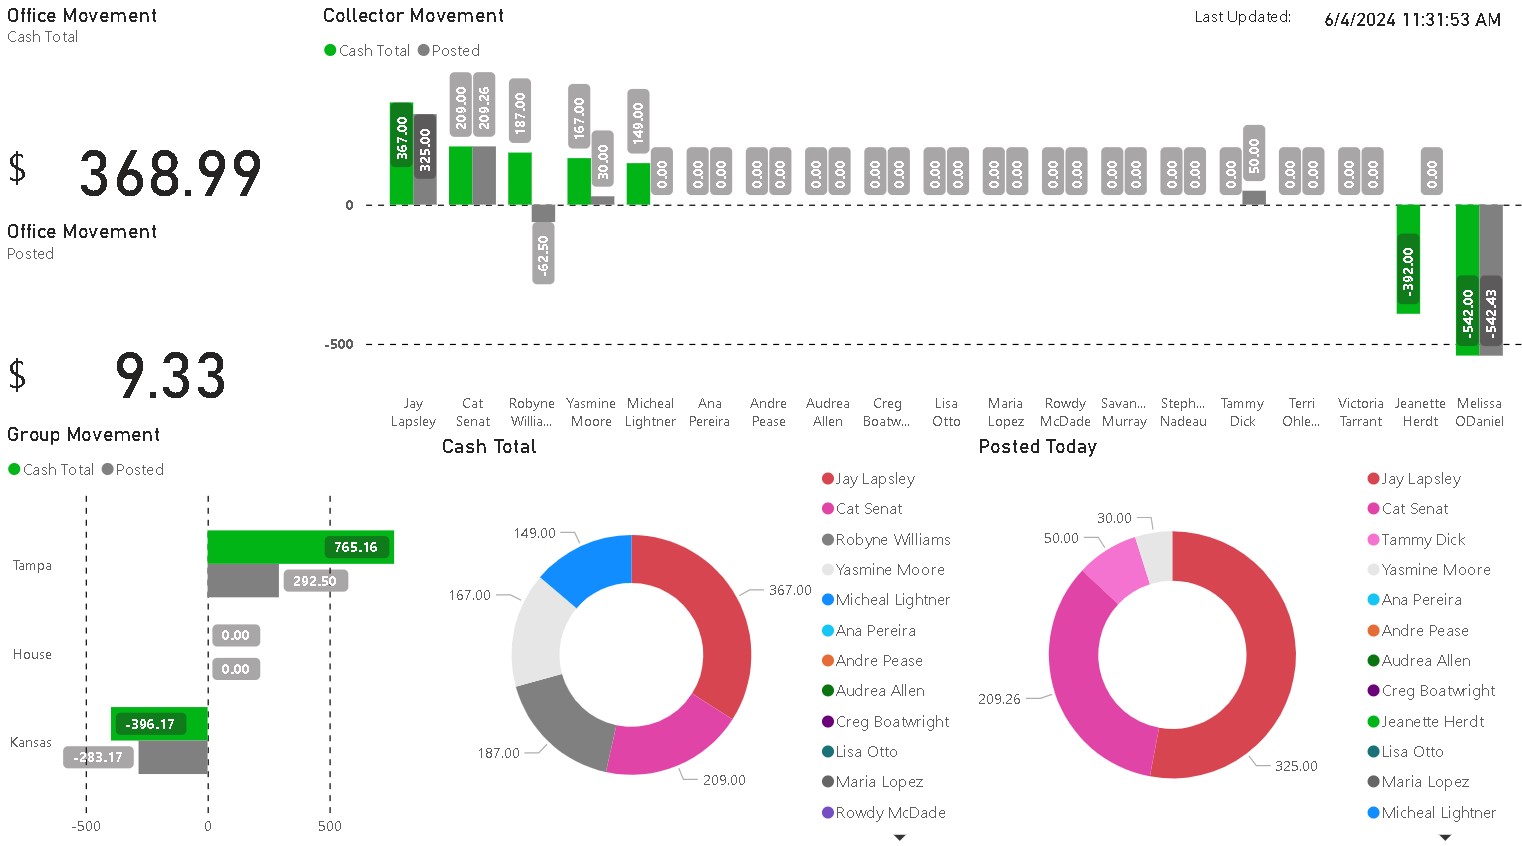 Office Movement
Cash Total
$ 368.99
Office Movement
Posted
$ 9.33
Collector Movement
Cash Total Posted
Last Updated: 6/4/2024 11:31:53 AM
367.00 325.00 209.00 209.26 187.00 -62.50 167.00 30.00 149.00 0.00 0.00 0.00 0.00 0.00 0.00 0.00 0.00 0.00 0.00 0.00 0.00 0.00 0.00 0.00 0.00 0.00 0.00 0.00 0.00 50.00 0.00 0.00 0.00 0.00 -392.00 0.00 -542.00 -542.43
0
-500
Jay Lapsley
Cat Senat
Robyne Willia...
Yasmine Moore
Micheal Lightner
Ana Pereira
Andre Pease
Audrea Allen
Creg Boatw...
Lisa Otto
Maria Lopez
Rowdy McDade
Savan... Murray
Steph... Nadeau
Tammy Dick
Terri Ohle...
Victoria Tarrant
Jeanette Herdt
Melissa ODaniel
Group Movement
Cash Total Posted
Tampa
765.16
292.50
House
0.00
0.00
Kansas
-396.17
-283.17
-500 0 500
Cash Total
149.00
367.00
167.00
187.00
209.00
Jay Lapsley
Cat Senat
Robyne Williams
Yasmine Moore
Micheal Lightner
Ana Pereira
Andre Pease
Audrea Allen
Creg Boatwright
Lisa Otto
Maria Lopez
Rowdy McDade
Posted Today
30.00
50.00
209.26
325.00
Jay Lapsley
Cat Senat
Tammy Dick
Yasmine Moore
Ana Pereira
Andre Pease
Audrea Allen
Creg Boatwright
Jeanette Herdt
Lisa Otto
Maria Lopez
Micheal Lightner